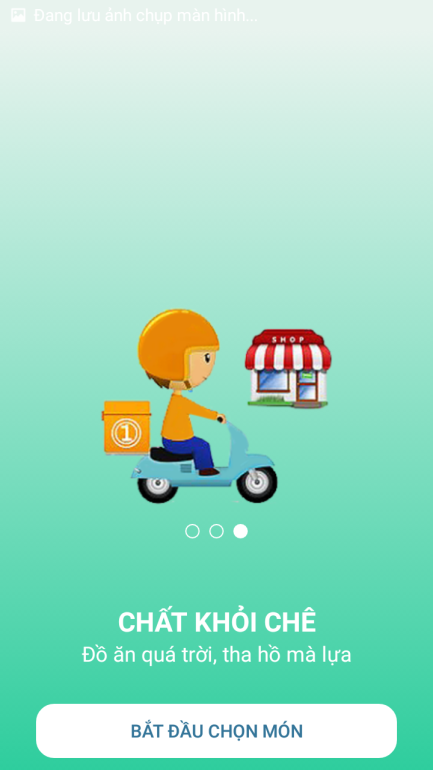 Đang lưu ảnh chụp màn hình...
SHOP
1
CHẤT KHỎI CHÊ
Đồ ăn quá trời, tha hồ mà lựa
BẮT ĐẦU CHỌN MÓN